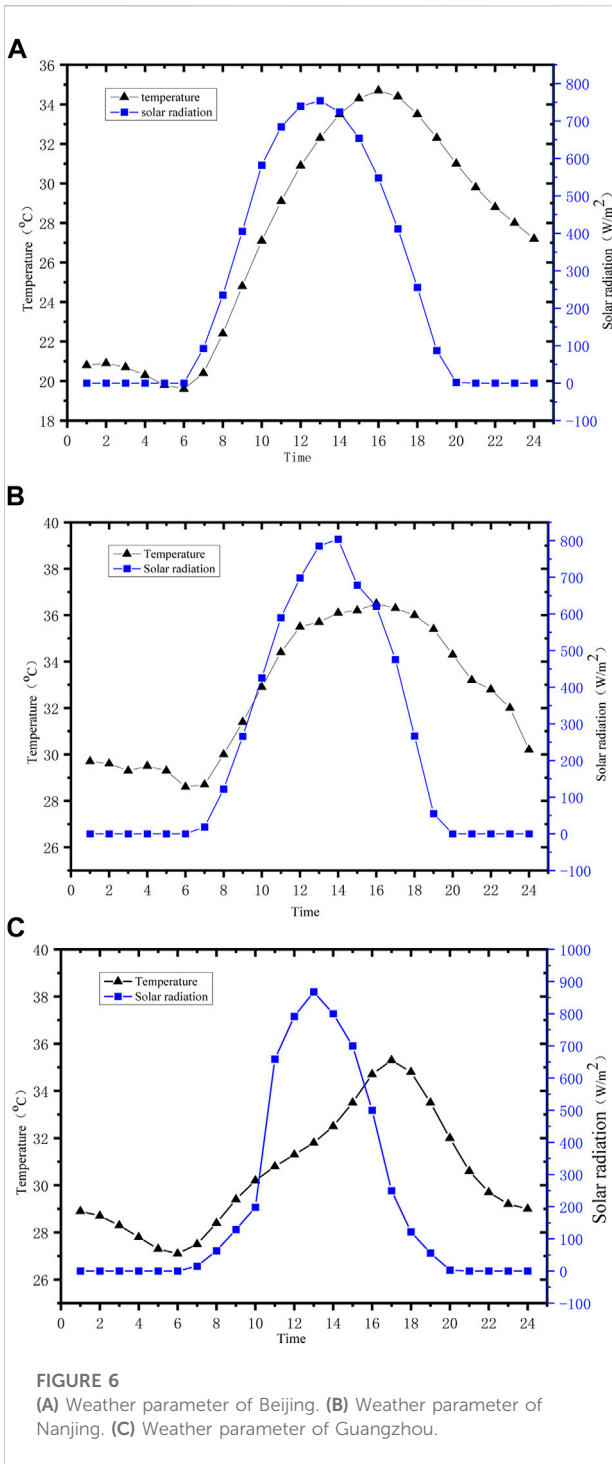 A
36
34
32
30
28
26
24
22
20
18
Temperature（°C）
temperature
solar radiation
800
700
600
500
400
300
200
100
0
-100
Solar radiation（W/m²）
0 2 4 6 8 10 12 14 16 18 20 22 24
Time
B
40
38
36
34
32
30
28
26
Temperature（°C）
Temperature
Solar radiation
800
700
600
500
400
300
200
100
0
-100
Solar radiation（W/m²）
0 2 4 6 8 10 12 14 16 18 20 22 24
Time
C
40
38
36
34
32
30
28
26
Temperature（°C）
Temperature
Solar radiation
1000
900
800
700
600
500
400
300
200
100
0
-100
Solar radiation（W/m²）
0 2 4 6 8 10 12 14 16 18 20 22 24
Time
FIGURE 6
(A) Weather parameter of Beijing. (B) Weather parameter of
Nanjing. (C) Weather parameter of Guangzhou.